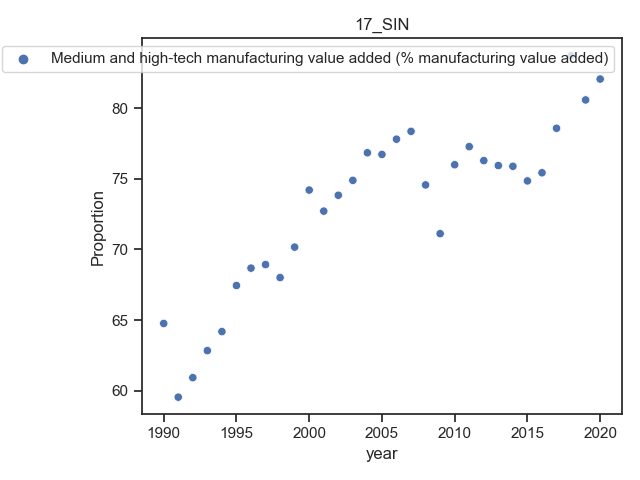 17_SIN
Medium and high-tech manufacturing value added (% manufacturing value added)
80
75
70
65
60
Proportion
1990 1995 2000 2005 2010 2015 2020
year